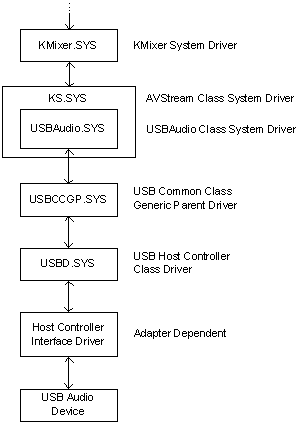 KMixer.SYS
KMixer System Driver
KS.SYS
AVStream Class System Driver
USBAudio.SYS
USBAudio Class System Driver
USBCCGP.SYS
USB Common Class
Generic Parent Driver
USBD.SYS
USB Host Controller
Class Driver
Host Controller
Interface Driver
Adapter Dependent
USB Audio
Device